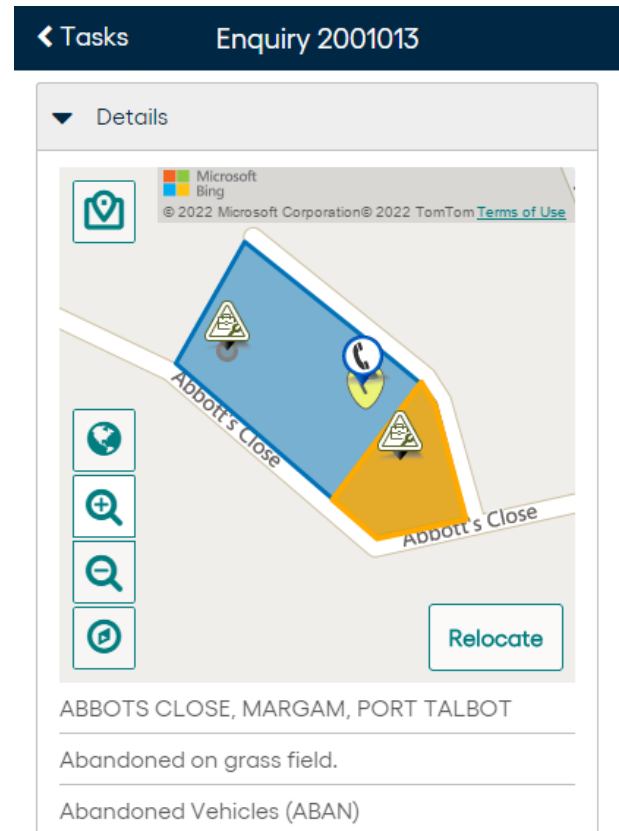 Tasks
Enquiry 2001013
Details
Microsoft
Bing
© 2022 Microsoft Corporation© 2022 TomTom Terms of Use
Abbott's Close
Abbott's Close
Relocate
ABBOTS CLOSE, MARGAM, PORT TALBOT
Abandoned on grass field.
Abandoned Vehicles (ABAN)